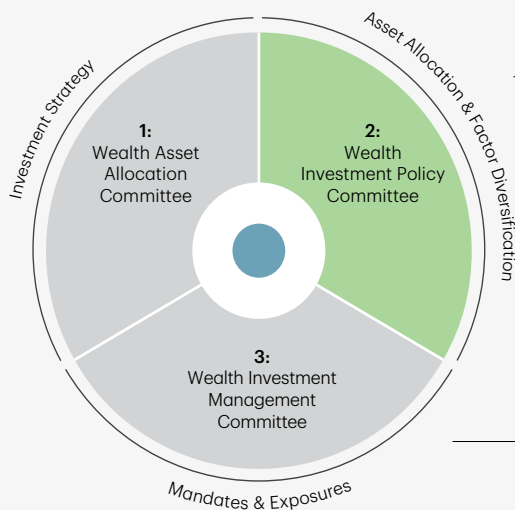 Investment Strategy
Asset Allocation & Factor Diversification
1:
Wealth Asset
Allocation
Committee
2:
Wealth
Investment Policy
Committee
3:
Wealth Investment
Management
Committee
Mandates & Exposures